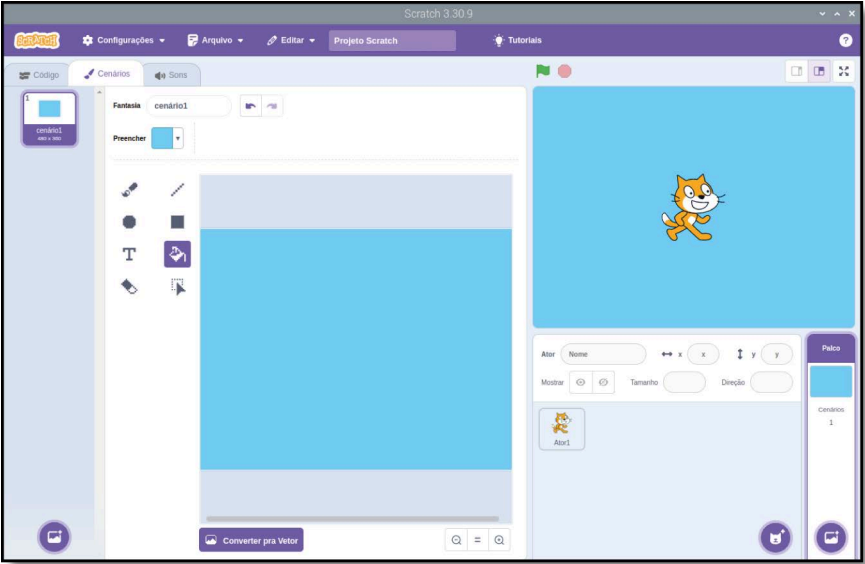 Scratch 3.30.9
SCRATCH Configurações Arquivo Editar Projeto Scratch Tutoriais ?
Código Cenários Sons
1
cenário1
480 x 360
Fantasia cenário1
Preencher
T
Converter pra Vetor
=
Ator Nome x x y y
Mostrar Tamanho Direção
Ator1
Palco
Cenários
1